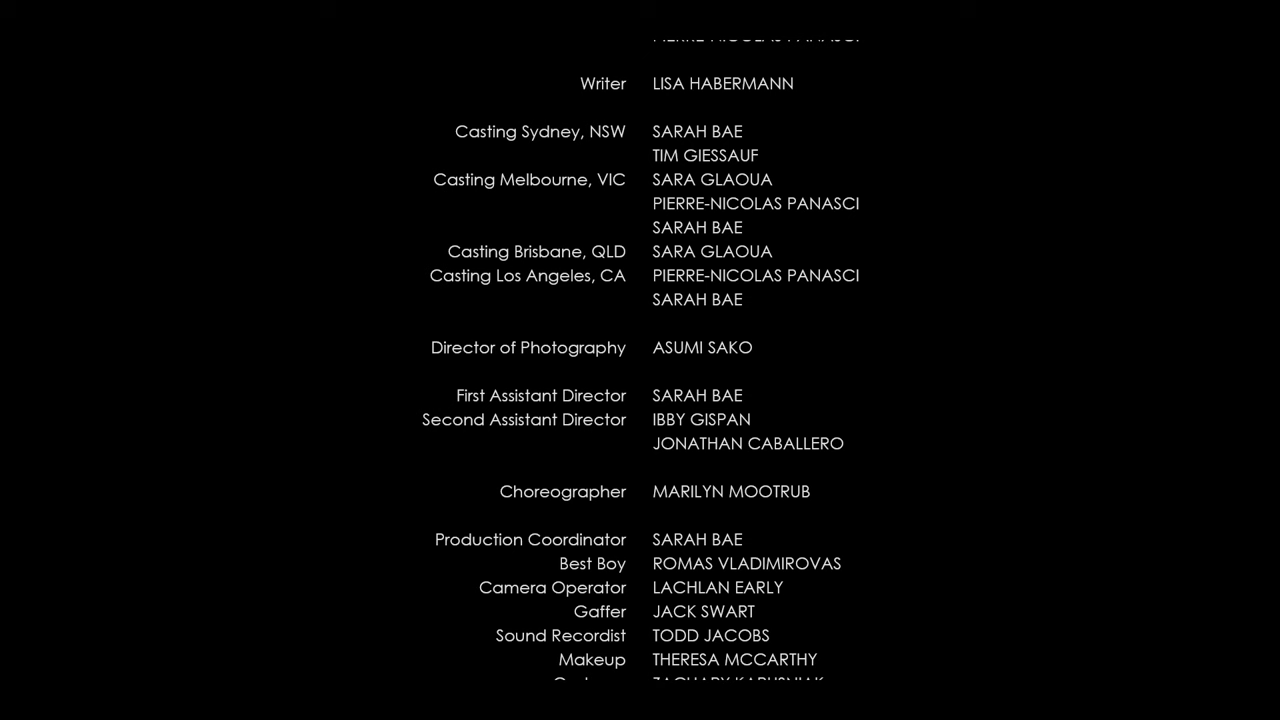 PIERRE-NICOLAS PANASCI
Writer LISA HABERMANN
Casting Sydney, NSW SARAH BAE
TIM GIESSAUF
Casting Melbourne, VIC SARA GLAOUA
PIERRE-NICOLAS PANASCI
SARAH BAE
Casting Brisbane, QLD SARA GLAOUA
Casting Los Angeles, CA PIERRE-NICOLAS PANASCI
SARAH BAE
Director of Photography ASUMI SAKO
First Assistant Director SARAH BAE
Second Assistant Director IBBY GISPAN
JONATHAN CABALLERO
Choreographer MARILYN MOOTRUB
Production Coordinator SARAH BAE
Best Boy ROMAS VLADIMIROVAS
Camera Operator LACHLAN EARLY
Gaffer JACK SWART
Sound Recordist TODD JACOBS
Makeup THERESA MCCARTHY